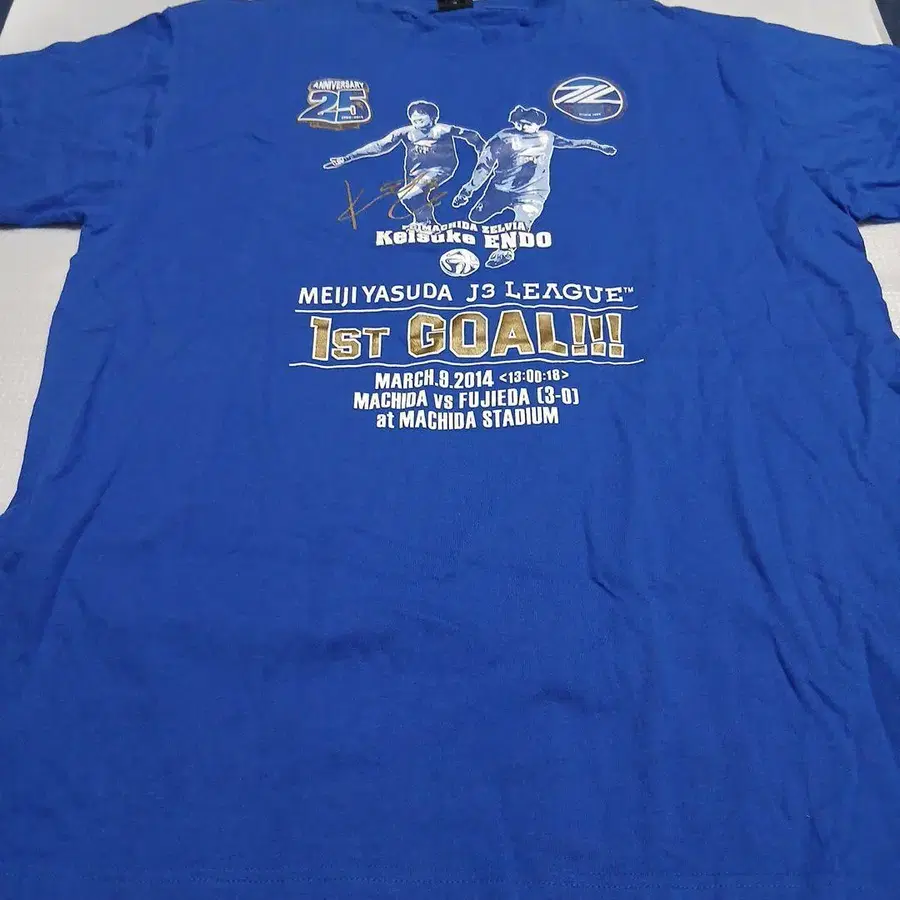 ANNIVERSARY
25
FC MACHIDA ZELVIA
Keisuke ENDO
MEIJI YASUDA J3 LEAGUE™
1ST GOAL!!!
MARCH.9.2014 <13:00:18>
MACHIDA VS FUJIEDA (3-0)
at MACHIDA STADIUM